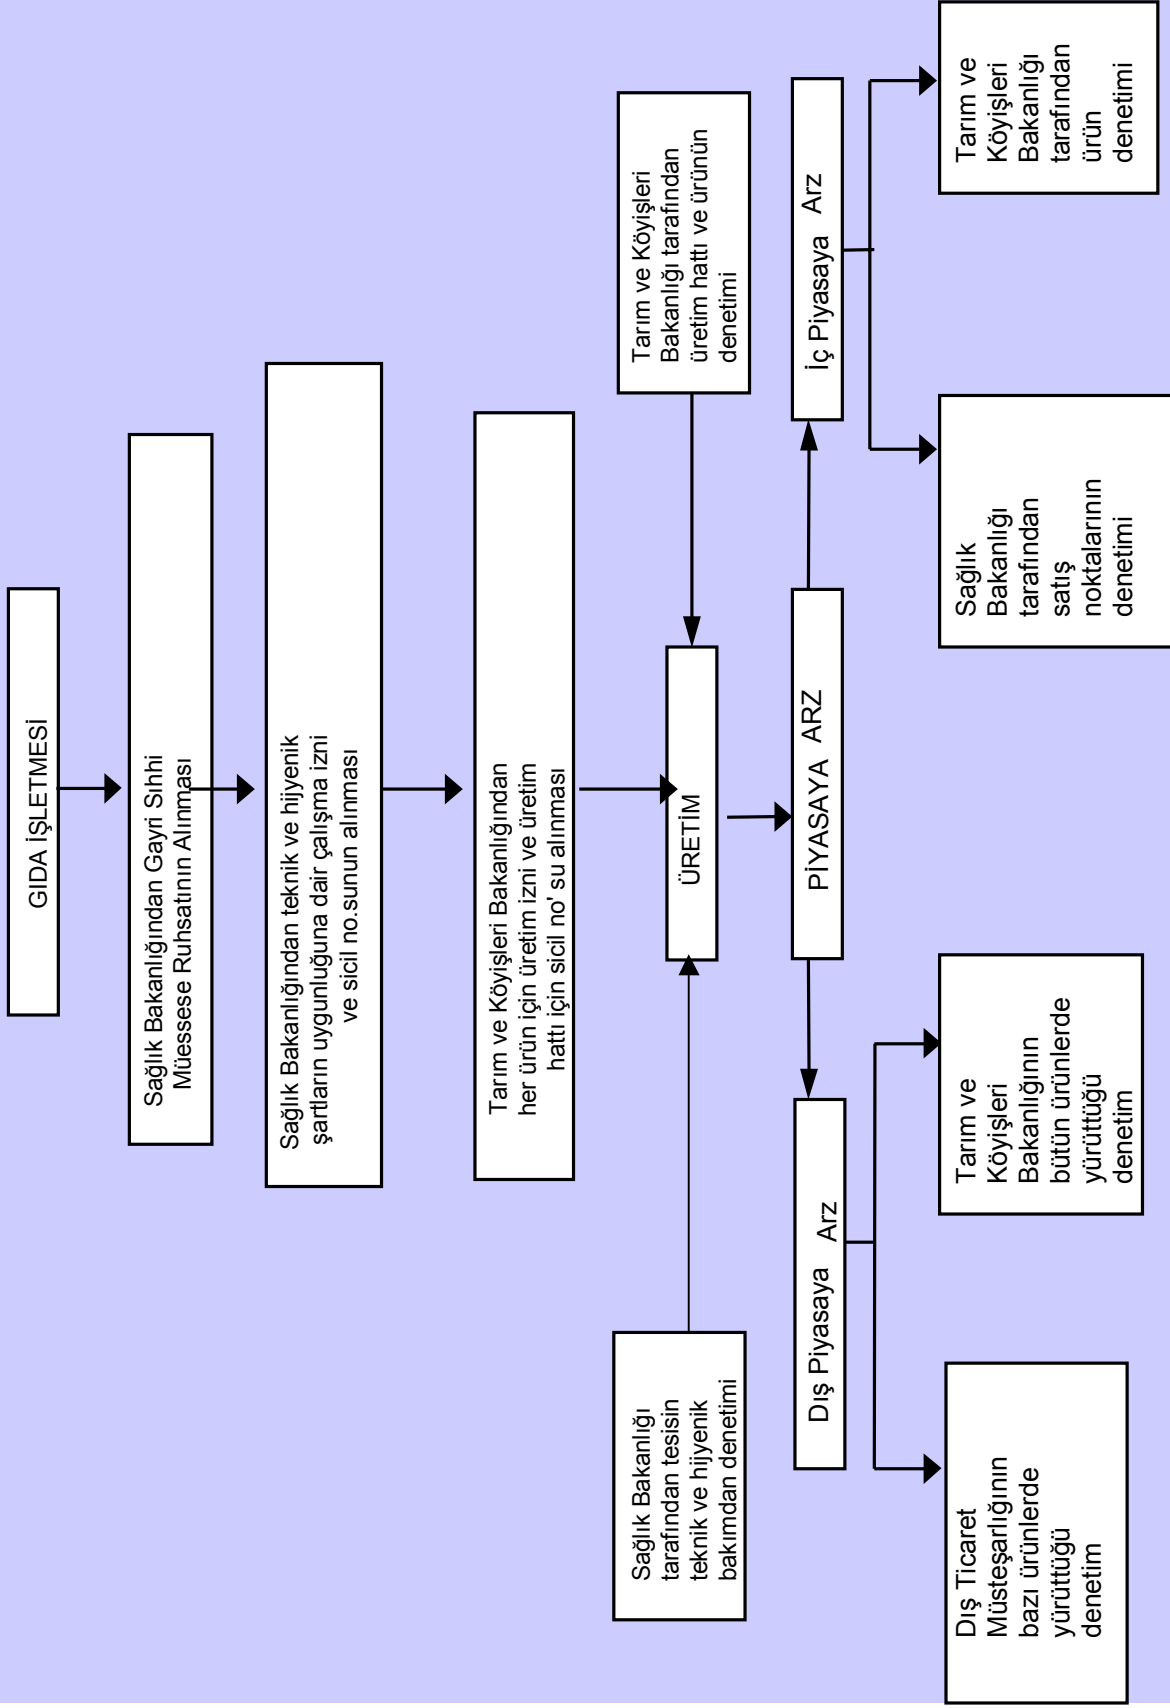 GIDA İŞLETMESİ
Sağlık Bakanlığından Gayri Sıhhi
Müessese Ruhsatının Alınması
Sağlık Bakanlığından teknik ve hijyenik
şartların uygunluğuna dair çalışma izni
ve sicil no.sunun alınması
Tarım ve Köyişleri Bakanlığından
her ürün için üretim izni ve üretim
hattı için sicil no' su alınması
Sağlık Bakanlığı
tarafından tesisin
teknik ve hijyenik
bakımdan denetimi
ÜRETİM
Tarım ve Köyişleri
Bakanlığı tarafından
üretim hattı ve ürünün
denetimi
Dış Piyasaya Arz
PİYASAYA ARZ
İç Piyasaya Arz
Dış Ticaret
Müsteşarlığının
bazı ürünlerde
yürüttüğü
denetim
Tarım ve
Köyişleri
Bakanlığının
bütün ürünlerde
yürüttüğü
denetim
Sağlık
Bakanlığı
tarafından
satış
noktalarının
denetimi
Tarım ve
Köyişleri
Bakanlığı
tarafından
ürün
denetimi